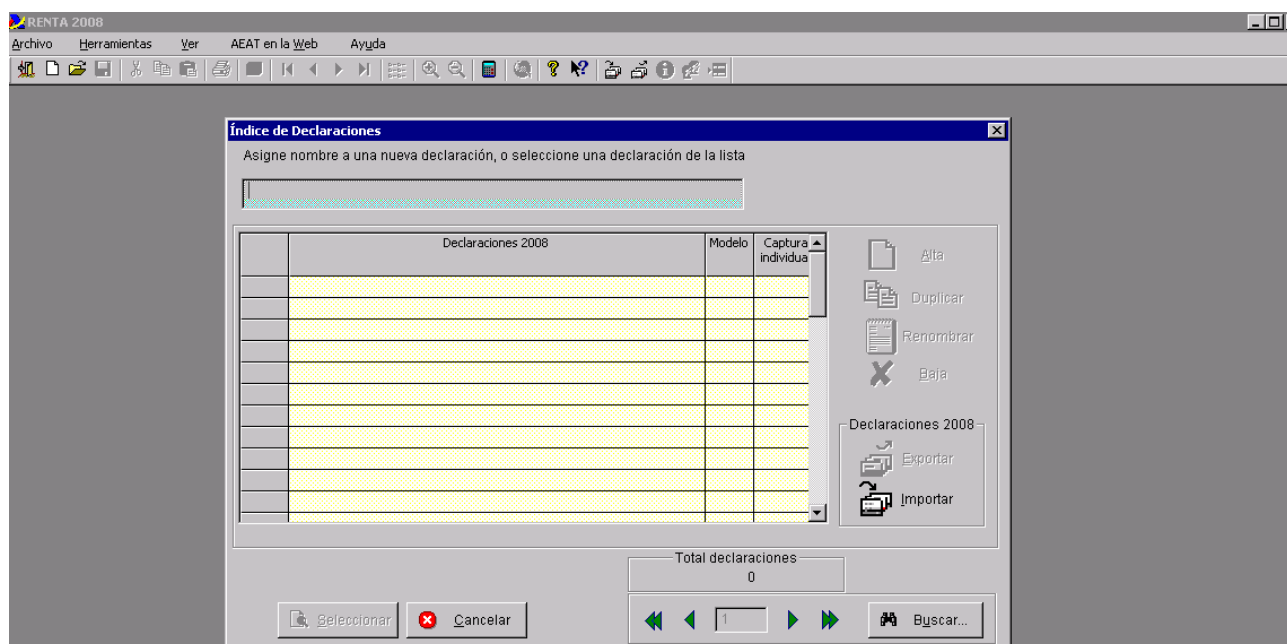 RENTA 2008
Archivo Herramientas Ver AEAT en la Web Ayuda
Índice de Declaraciones
Asigne nombre a una nueva declaración, o seleccione una declaración de la lista
Declaraciones 2008 Modelo Captura individua
Alta
Duplicar
Renombrar
Baja
Declaraciones 2008
Exportar
Importar
Total declaraciones
0
Seleccionar Cancelar 1 Buscar...